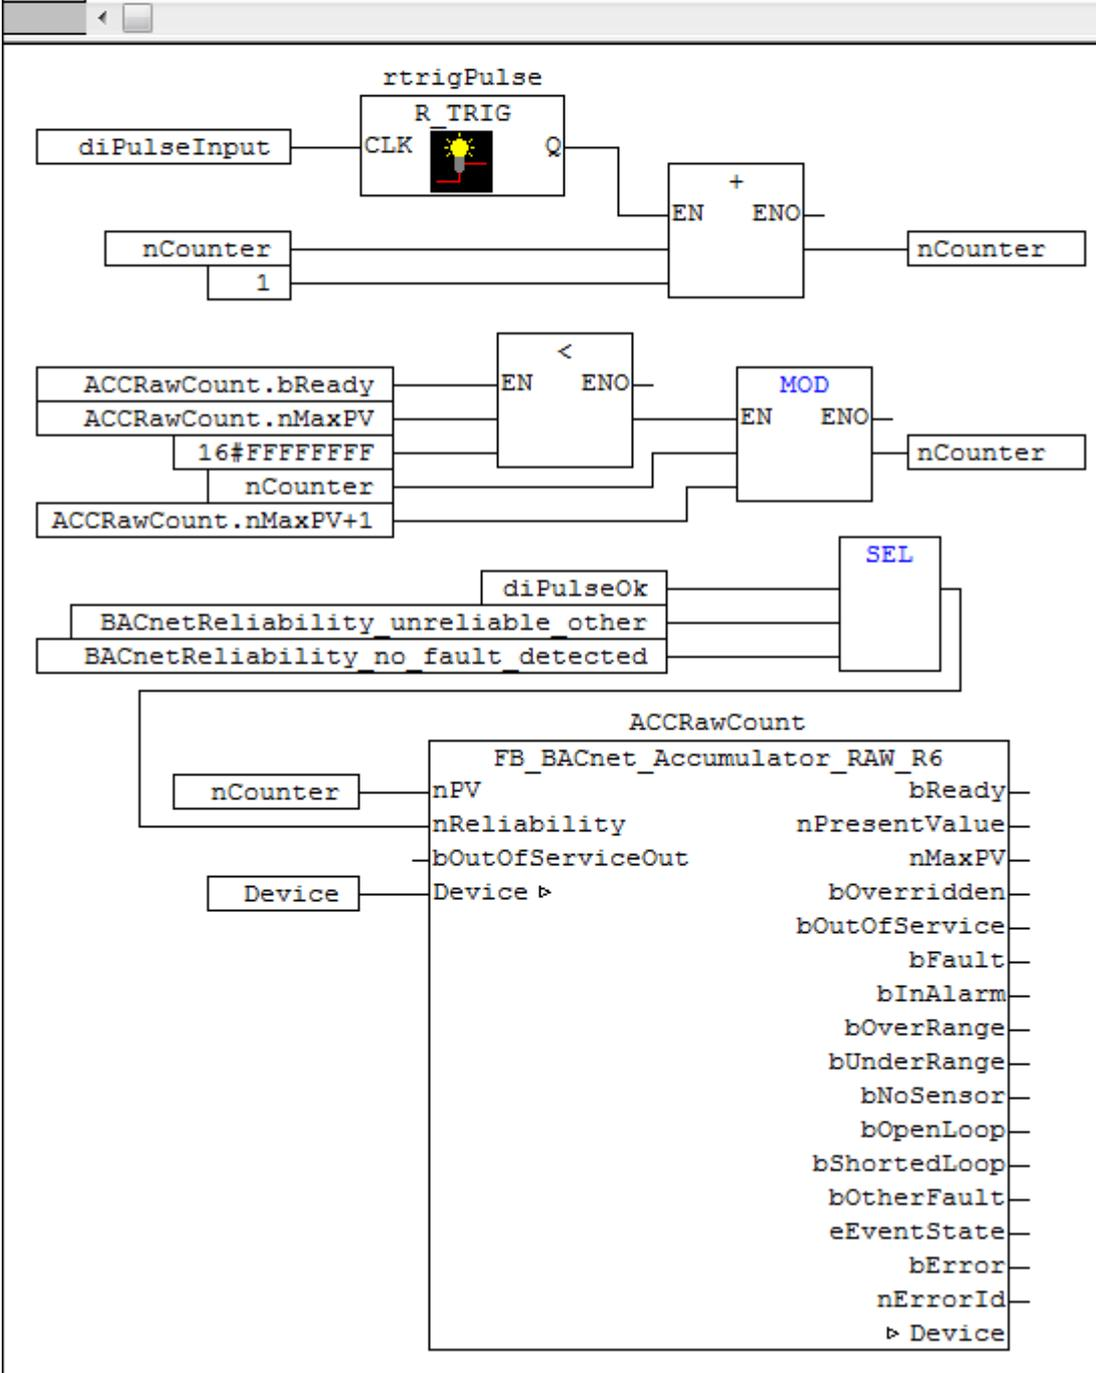 rtrigPulse
R_TRIG
diPulseInput CLK Q
+
EN ENO
nCounter nCounter
1
<
ACCRawCount.bReady EN ENO MOD
ACCRawCount.nMaxPV EN ENO
16#FFFFFFFF nCounter
nCounter
ACCRawCount.nMaxPV+1
SEL
diPulseOk
BACnetReliability_unreliable_other
BACnetReliability_no_fault_detected
ACCRawCount
FB_BACnet_Accumulator_RAW_R6
nCounter nPV bReady
nReliability nPresentValue
bOutOfServiceOut nMaxPV
Device Device bOverridden
bOutOfService
bFault
bInAlarm
bOverRange
bUnderRange
bNoSensor
bOpenLoop
bShortedLoop
bOtherFault
eEventState
bError
nErrorId
Device